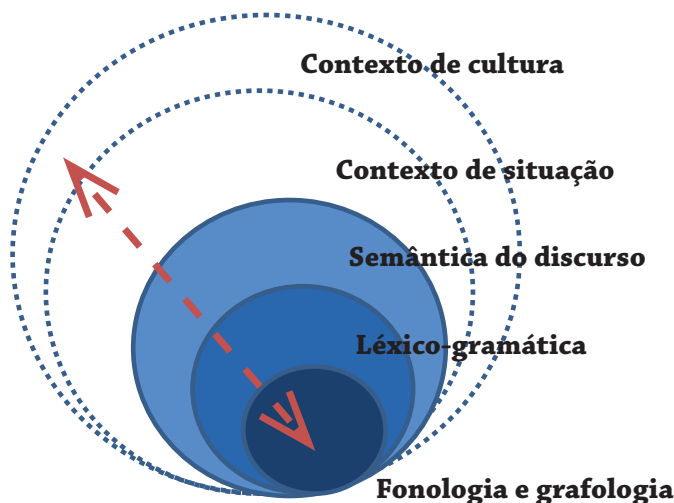 Contexto de cultura
Contexto de situação
Semântica do discurso
Léxico-gramática
Fonologia e grafologia